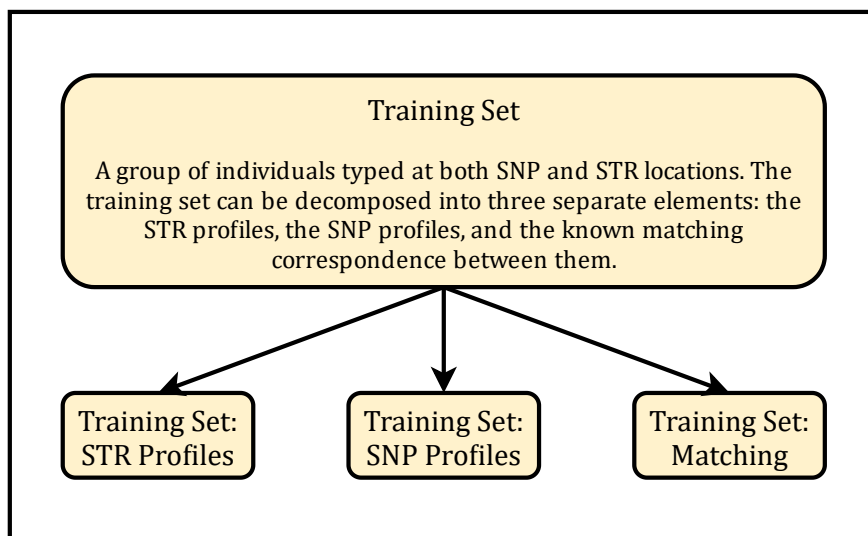 Training Set
A group of individuals typed at both SNP and STR locations. The
training set can be decomposed into three separate elements: the
STR profiles, the SNP profiles, and the known matching
correspondence between them.
Training Set:
STR Profiles
Training Set:
SNP Profiles
Training Set:
Matching